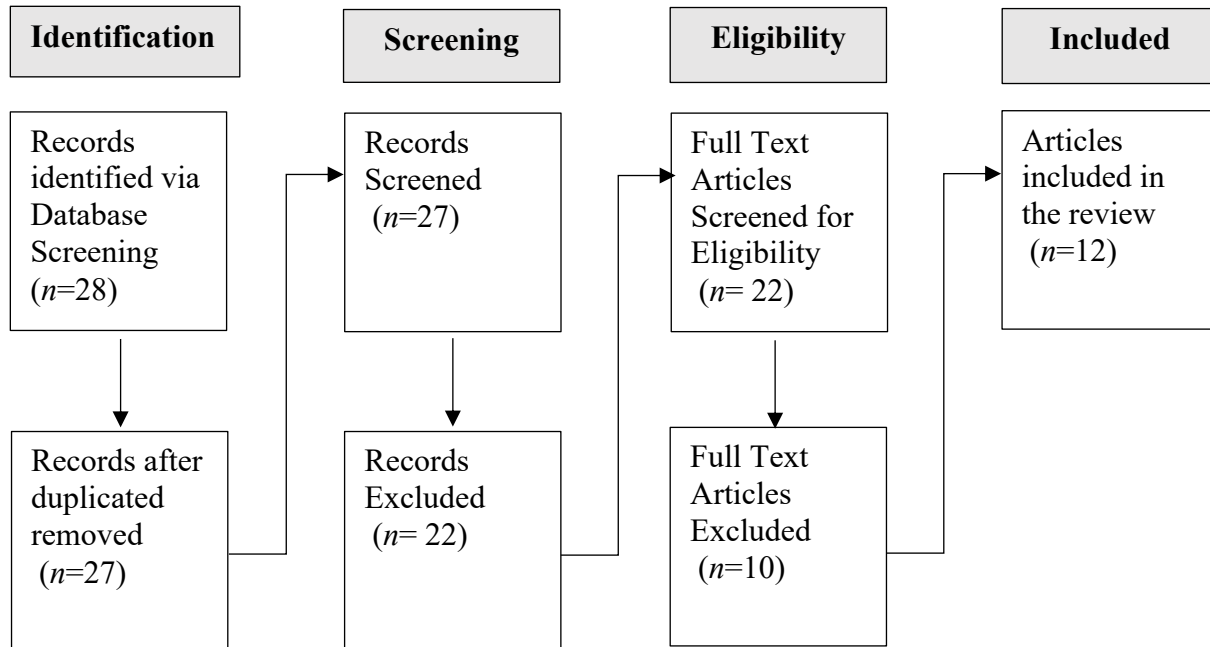 Identification
Records
identified via
Database
Screening
(n=28)
Records after
duplicated
removed
(n=27)
Screening
Records
Screened
(n=27)
Records
Excluded
(n= 22)
Eligibility
Full Text
Articles
Screened for
Eligibility
(n= 22)
Full Text
Articles
Excluded
(n=10)
Included
Articles
included in
the review
(n=12)